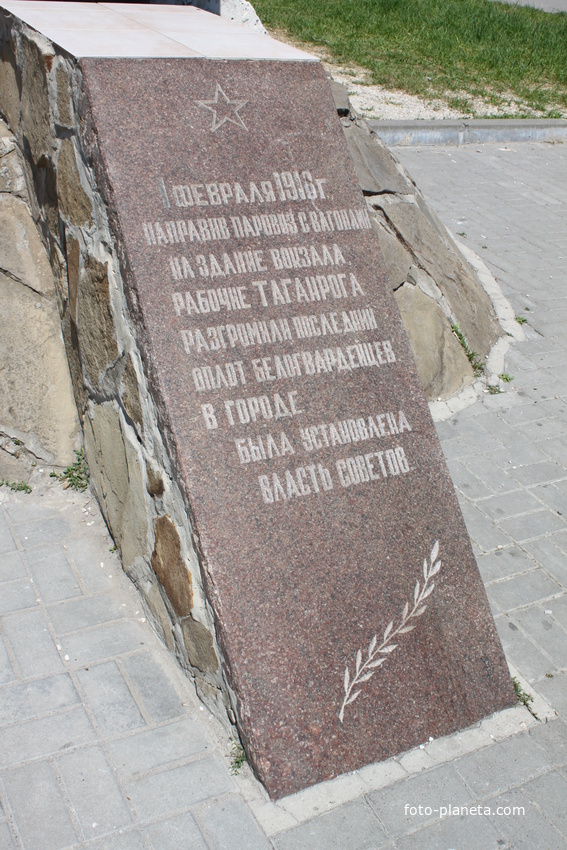 1 ФЕВРАЛЯ 1918 г.
НАПРАВИВ ПАРОВОЗ С ВАГОНАМИ
НА ЗДАНИЕ ВОКЗАЛА
РАБОЧИЕ ТАГАНРОГА
РАЗГРОМИЛИ ПОСЛЕДНИЙ
ОПЛОТ БЕЛОГВАРДЕЙЦЕВ
В ГОРОДЕ
БЫЛА УСТАНОВЛЕНА
ВЛАСТЬ СОВЕТОВ
foto-planeta.com